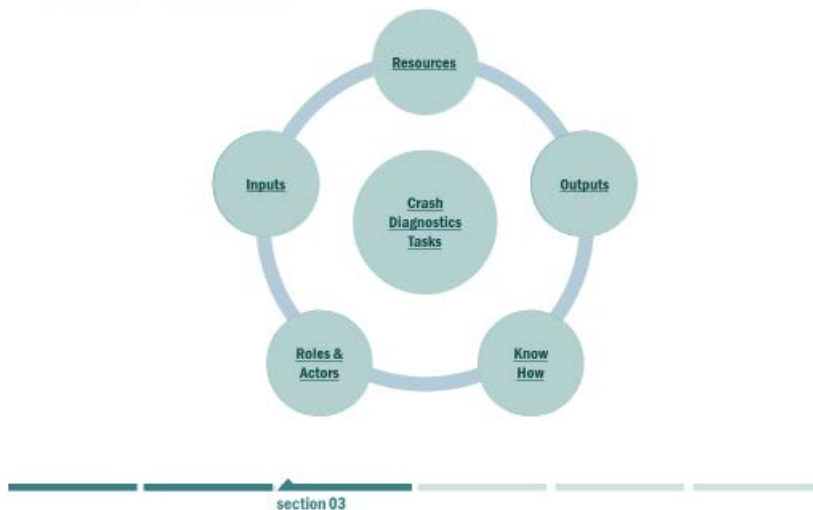 Resources
Inputs
Outputs
Crash
Diagnostics
Tasks
Roles &
Actors
Know
How
section 03